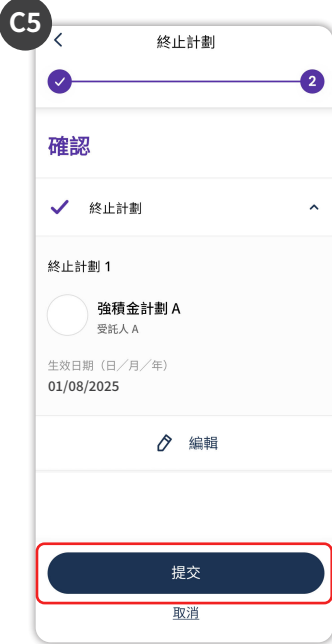 C5
終止計劃
2
確認
終止計劃
終止計劃 1
強積金計劃 A
受託人 A
生效日期（日／月／年）
01/08/2025
編輯
提交
取消